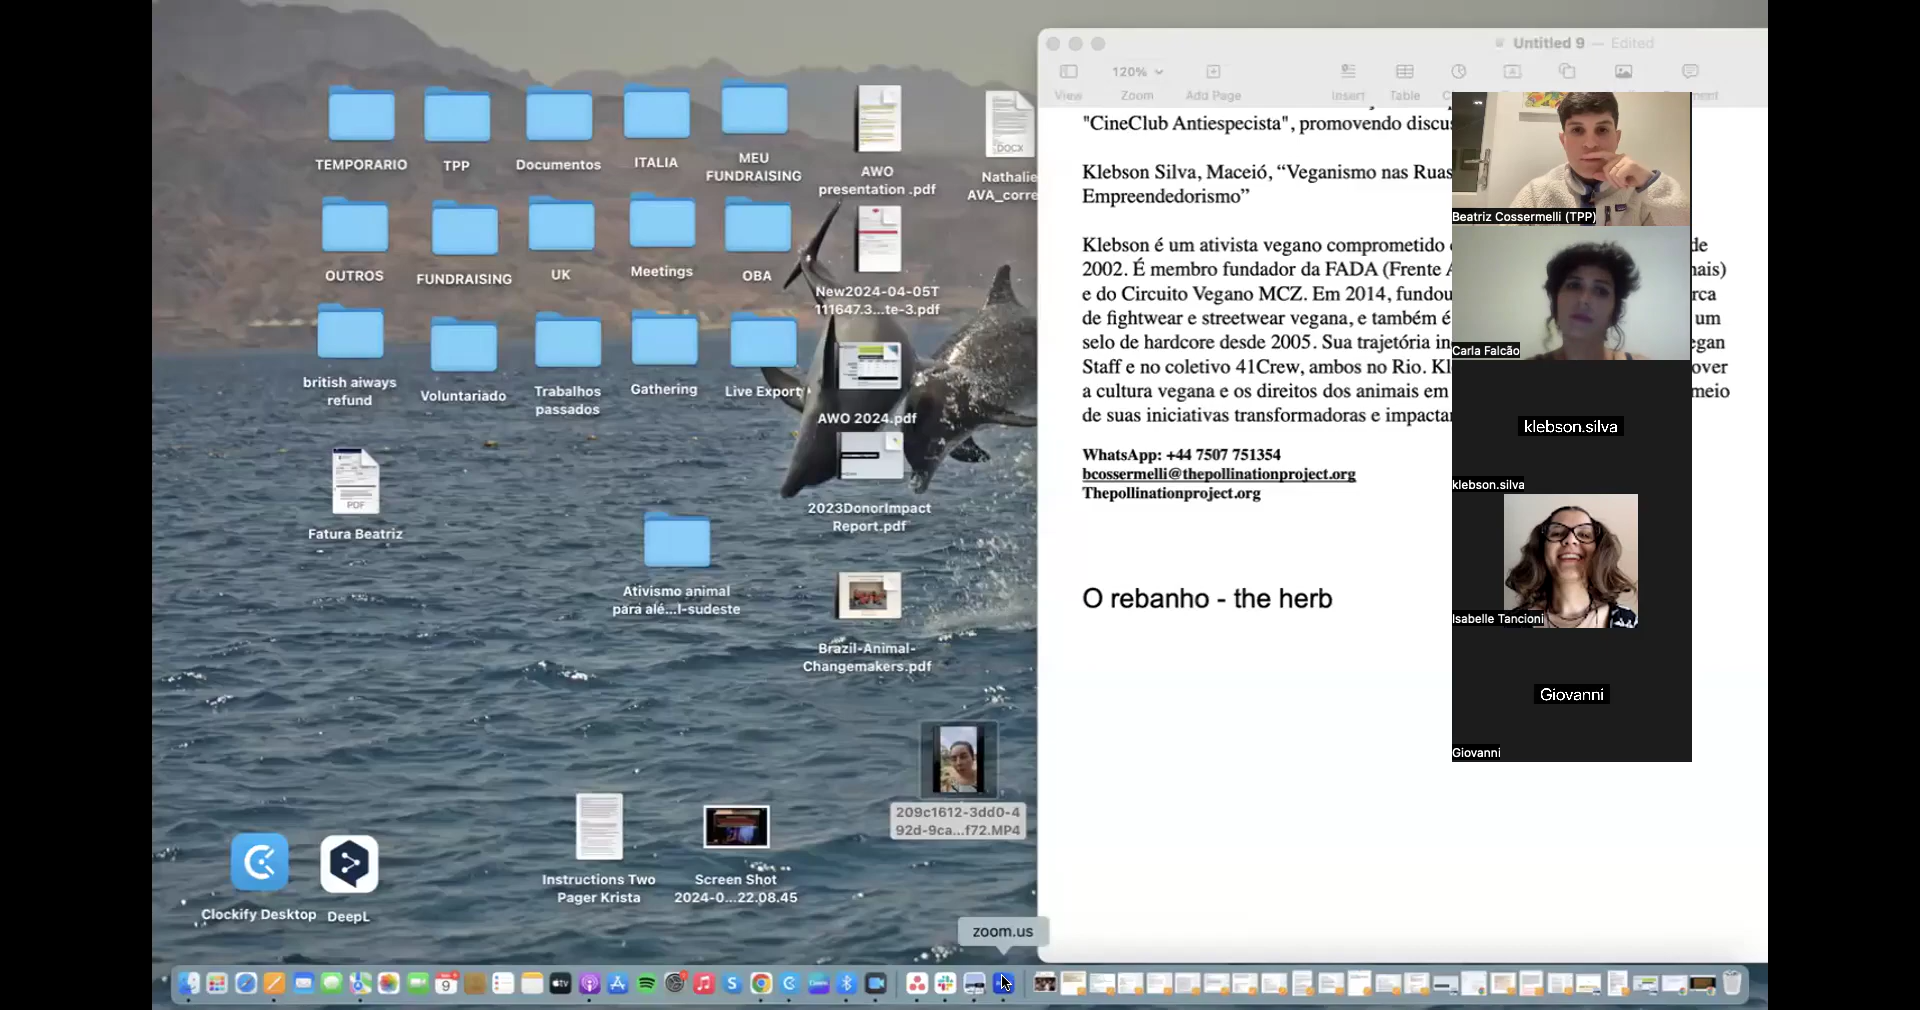 TEMPORARIO
TPP
Documentos
ITALIA
MEU
FUNDRAISING
AWO
presentation .pdf
DOCX
Nathalie
AVA_corre
OUTROS
FUNDRAISING
UK
Meetings
OBA
New2024-04-05T
111647.3...te-3.pdf
british aiways
refund
Voluntariado
Trabalhos
passados
Gathering
Live Export
AWO 2024.pdf
PDF
Fatura Beatriz
2023DonorImpact
Report.pdf
Ativismo animal
para alé...l-sudeste
Brazil-Animal-
Changemakers.pdf
209c1612-3dd0-4
92d-9ca...f72.MP4
Instructions Two
Pager Krista
Screen Shot
2024-0...22.08.45
Clockify Desktop
DeepL
zoom.us
9
tv
Untitled 9 — Edited
120%
View
Zoom
Add Page
Insert
Table
"CineClub Antiespecista", promovendo
Klebson Silva, Maceió, “Veganismo nas Ruas
Empreendedorismo”
Klebson é um ativista vegano comprometido de
2002. É membro fundador da FADA (Frente
e do Circuito Vegano MCZ. Em 2014, fundou
de fightwear e streetwear vegana, e também é um
selo de hardcore desde 2005. Sua trajetória
Staff e no coletivo 41Crew, ambos no Rio.
a cultura vegana e os direitos dos animais em meio
de suas iniciativas transformadoras e
WhatsApp: +44 7507 751354
bcossermelli@thepollinationproject.org
Thepollinationproject.org
O rebanho - the herb
Beatriz Cossermelli (TPP)
Carla Falcão
klebson.silva
klebson.silva
Isabelle Tancioni
Giovanni
Giovanni